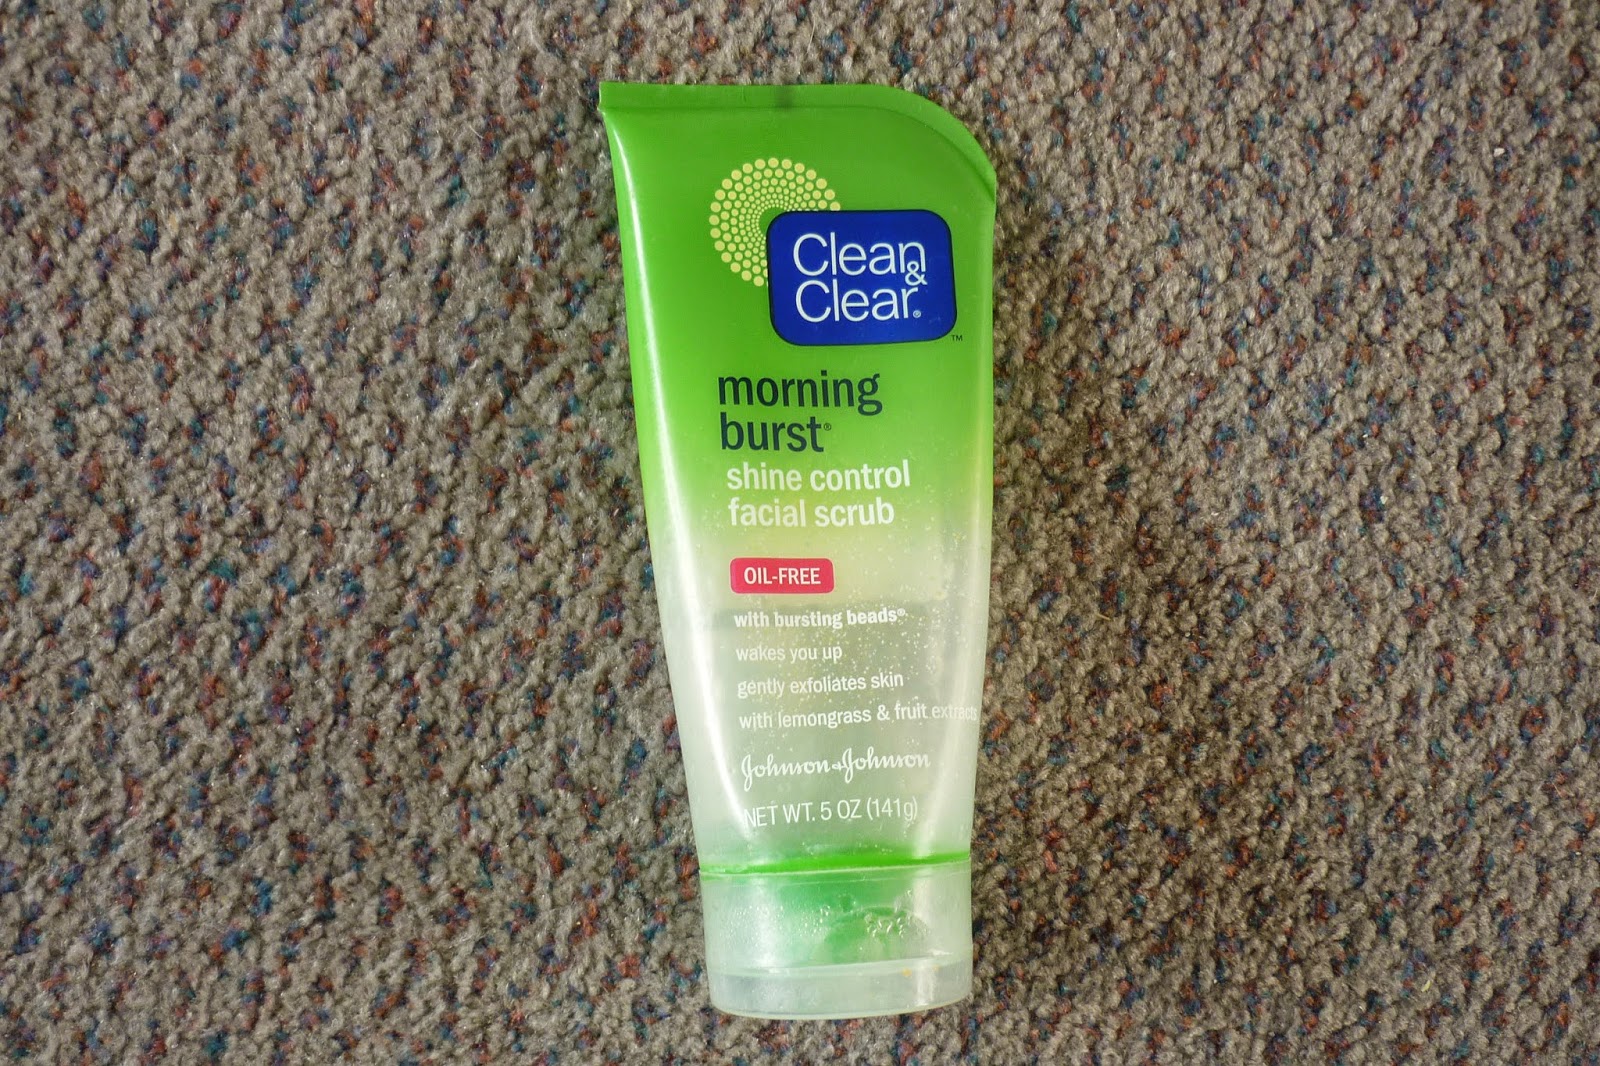 Clean
&
Clear®
™
morning
burst®
shine control
facial scrub
OIL-FREE
with bursting beads®
wakes you up
gently exfoliates skin
with lemongrass & fruit extracts
Johnson & Johnson
NET WT. 5 OZ (141g)